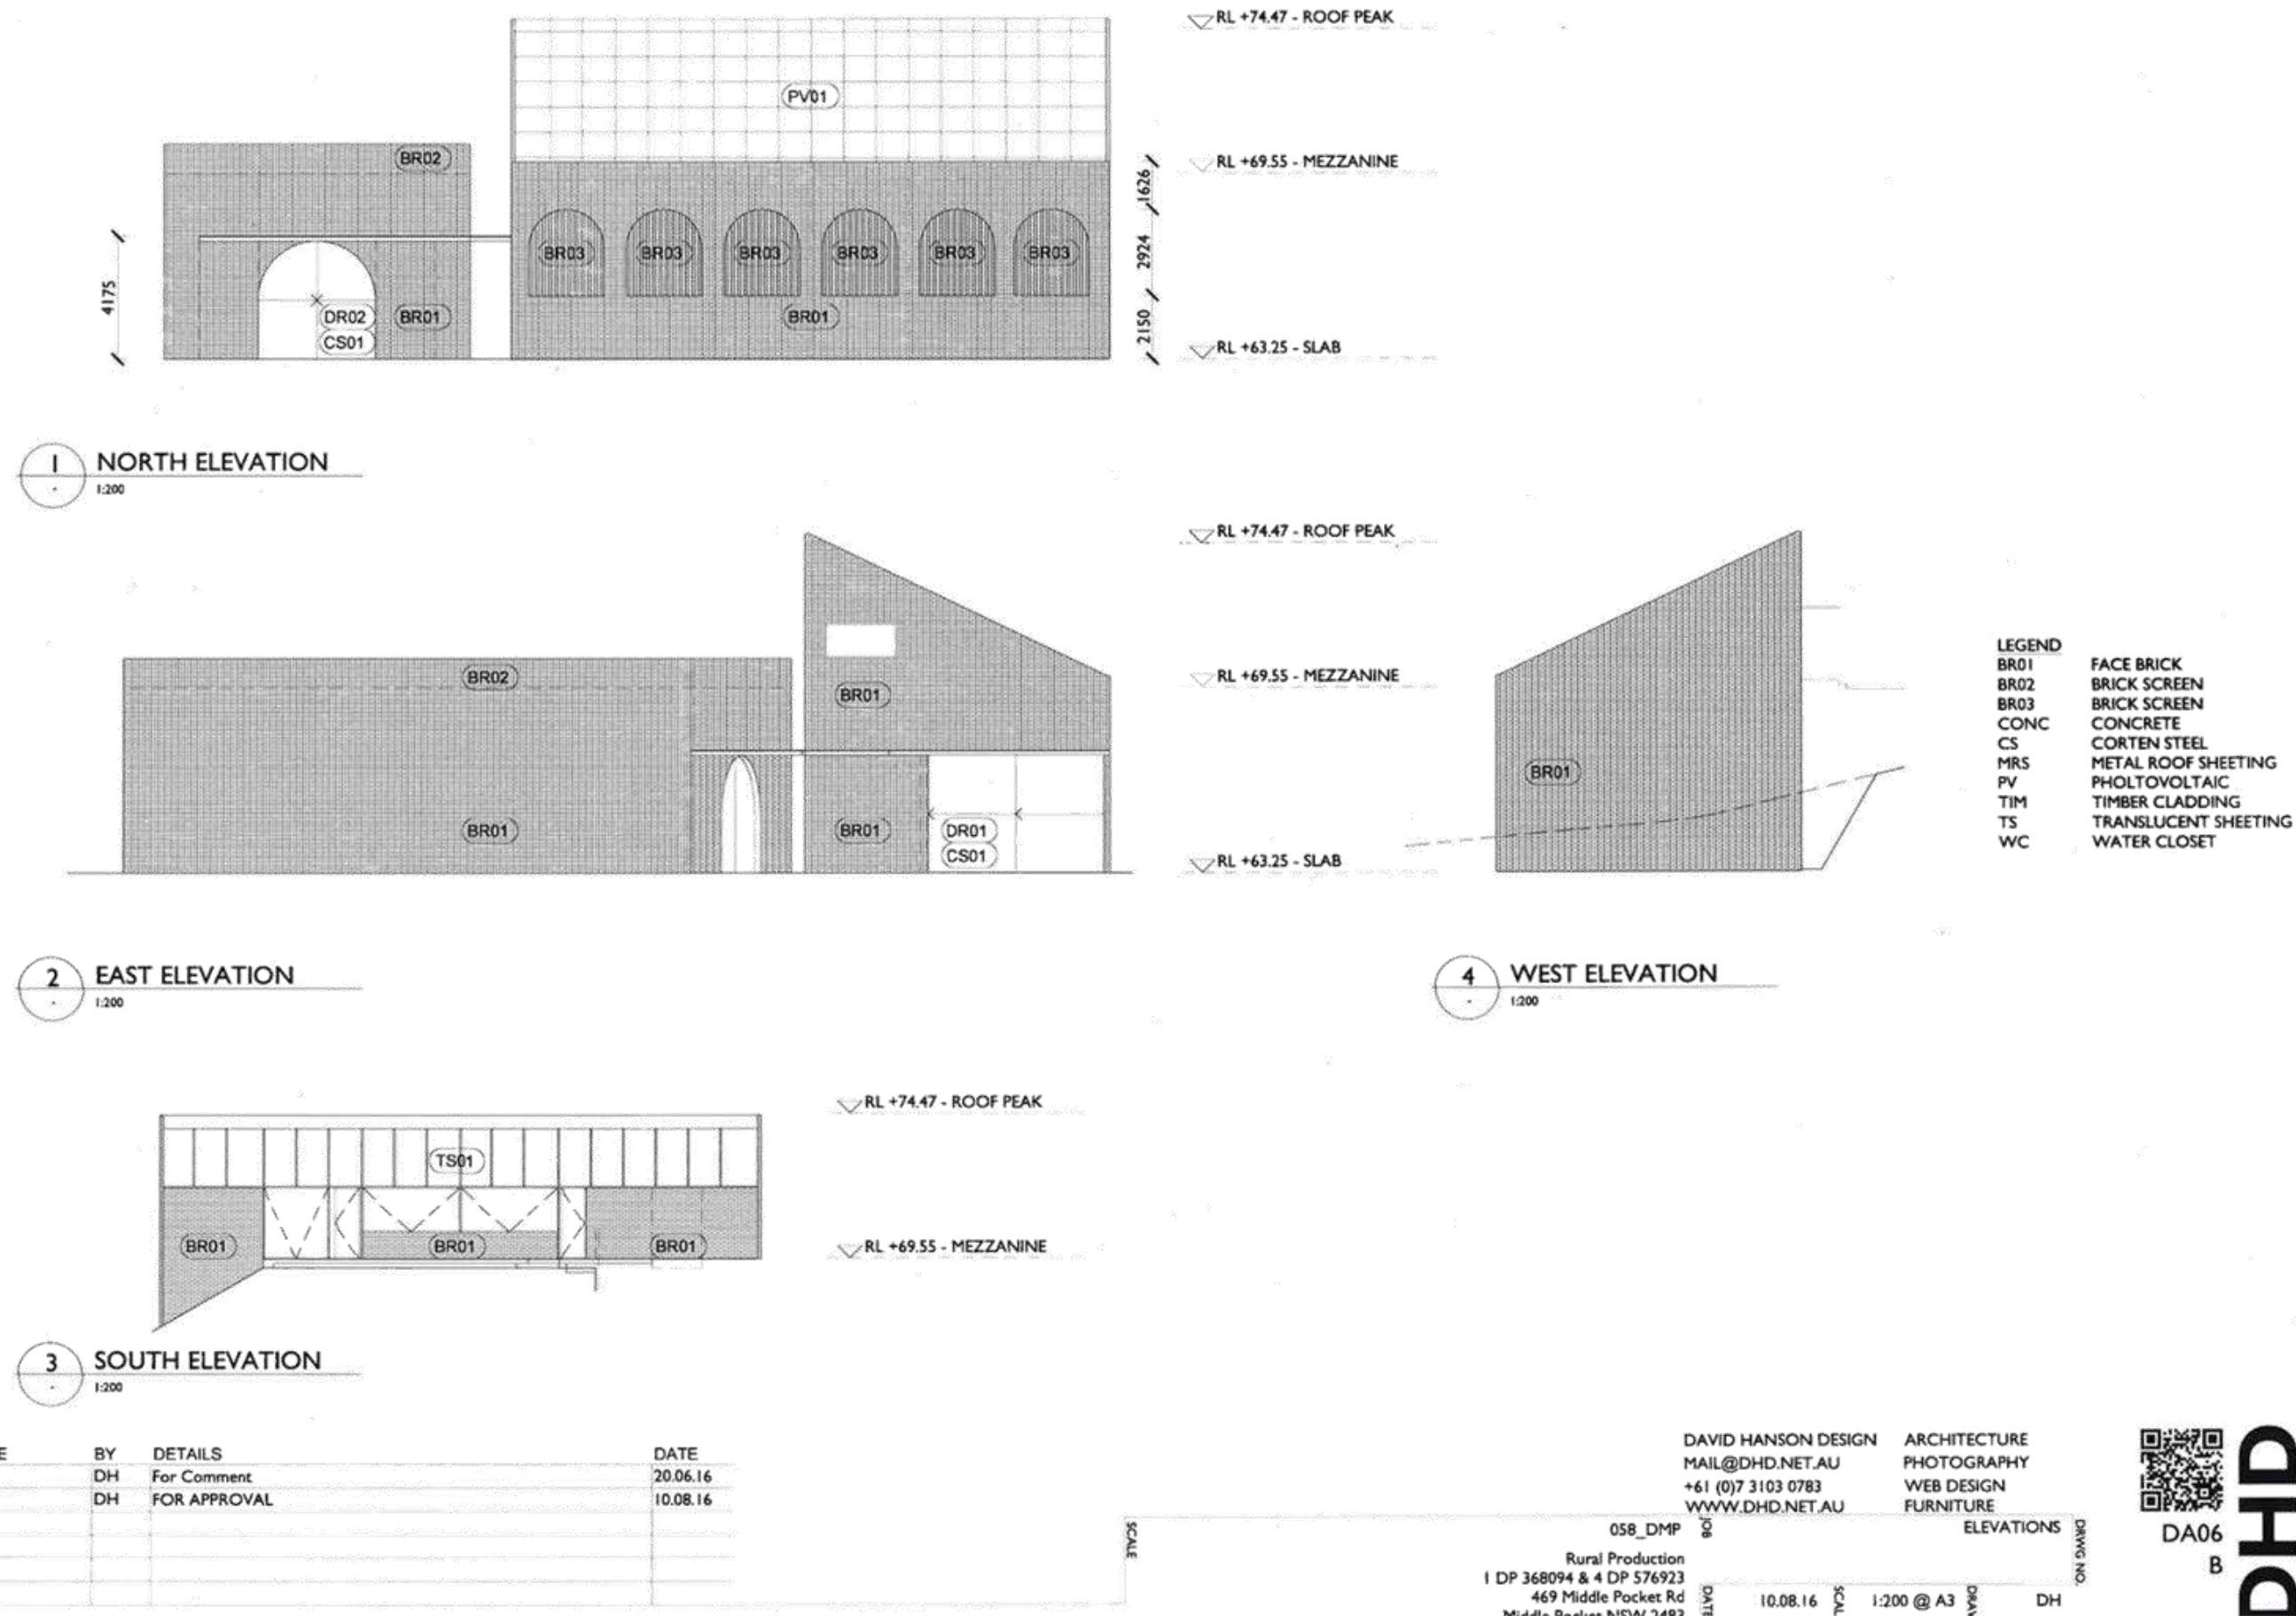 RL +74.47 - ROOF PEAK
PV01
BR02
RL +69.55 - MEZZANINE
1626
BR03 BR03 BR03 BR03 BR03 BR03
2924
4175
DR02 BR01 BR01
CS01
2150
RL +63.25 - SLAB
1 NORTH ELEVATION
1:200
RL +74.47 - ROOF PEAK
BR02
RL +69.55 - MEZZANINE
BR01
BR01 BR01 DR01
CS01
RL +63.25 - SLAB
BR01
LEGEND
BR01 FACE BRICK
BR02 BRICK SCREEN
BR03 BRICK SCREEN
CONC CONCRETE
CS CORTEN STEEL
MRS METAL ROOF SHEETING
PV PHOLTOVOLTAIC
TIM TIMBER CLADDING
TS TRANSLUCENT SHEETING
WC WATER CLOSET
2 EAST ELEVATION
1:200
4 WEST ELEVATION
1:200
RL +74.47 - ROOF PEAK
TS01
BR01 BR01 BR01
RL +69.55 - MEZZANINE
3 SOUTH ELEVATION
1:200
BY DETAILS DATE
DH For Comment 20.06.16
DH FOR APPROVAL 10.08.16
DAVID HANSON DESIGN ARCHITECTURE
MAIL@DHD.NET.AU PHOTOGRAPHY
+61 (0)7 3103 0783 WEB DESIGN
WWW.DHD.NET.AU FURNITURE
SCALE
058_DMP JOB ELEVATIONS DRWG NO.
Rural Production
1 DP 368094 & 4 DP 576923
469 Middle Pocket Rd DATE 10.08.16 1:200 @ A3 DH
Middle Pocket NSW 2483
DA06
B
DHD